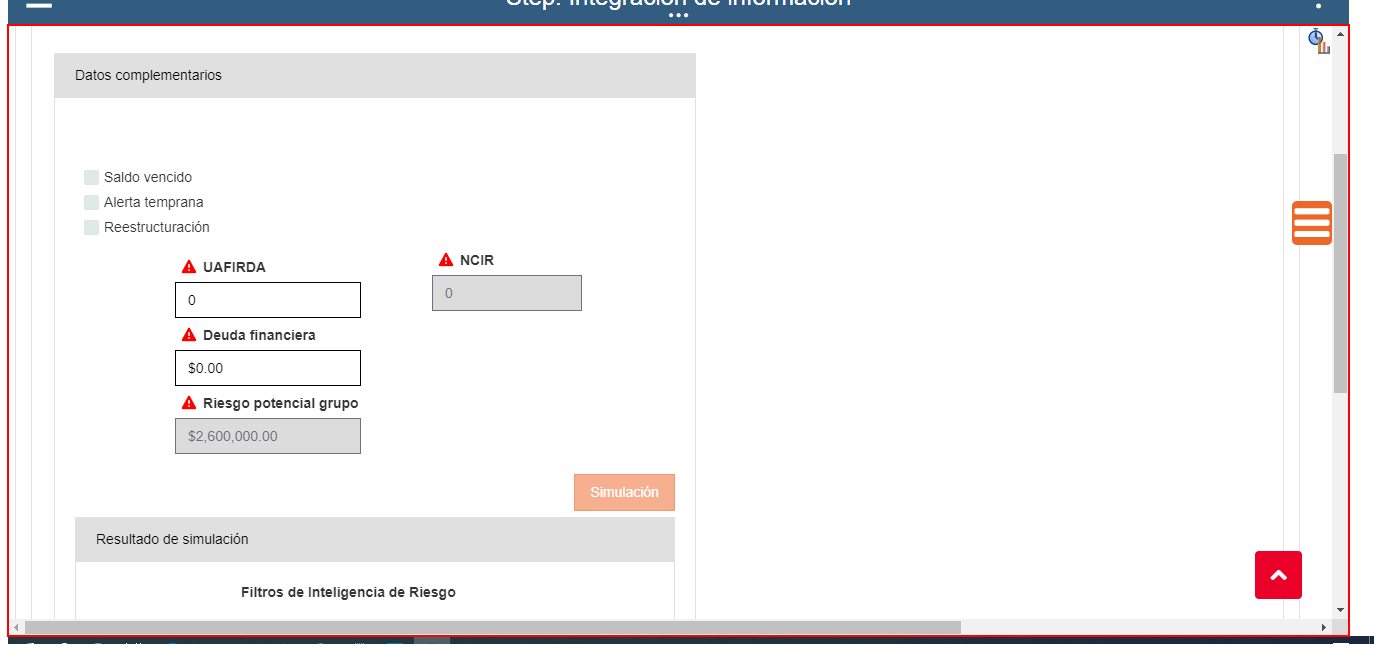 Step: Integración de información
Datos complementarios
Saldo vencido
Alerta temprana
Reestructuración
UAFIRDA
NCIR
0
0
Deuda financiera
$0.00
Riesgo potencial grupo
$2,600,000.00
Simulación
Resultado de simulación
Filtros de Inteligencia de Riesgo